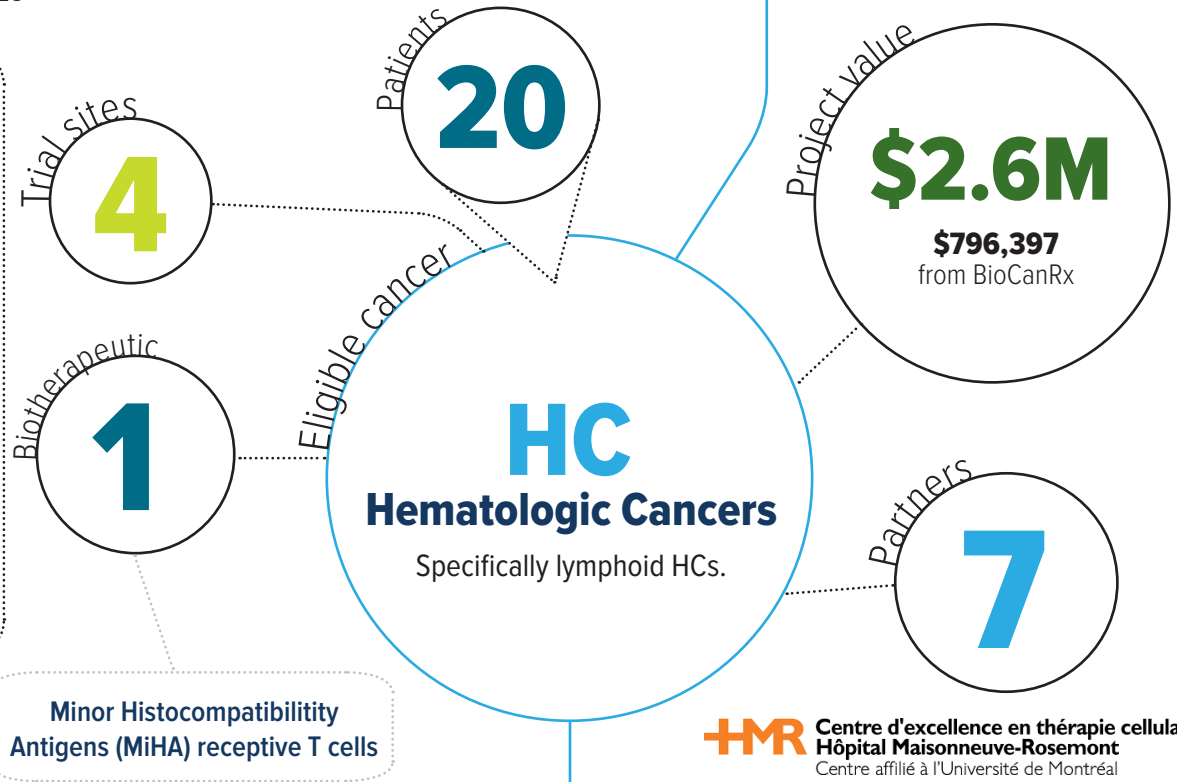 Trial sites
4
Patients
20
Project value
$2.6M
$796,397
from BioCanRx
Biotherapeutic
1
Eligible cancer
HC
Hematologic Cancers
Specifically lymphoid HCs.
Partners
7
Minor Histocompatibilitity
Antigens (MiHA) receptive T cells
HMR
Centre d'excellence en thérapie cellula
Hôpital Maisonneuve-Rosemont
Centre affilié à l'Université de Montréal